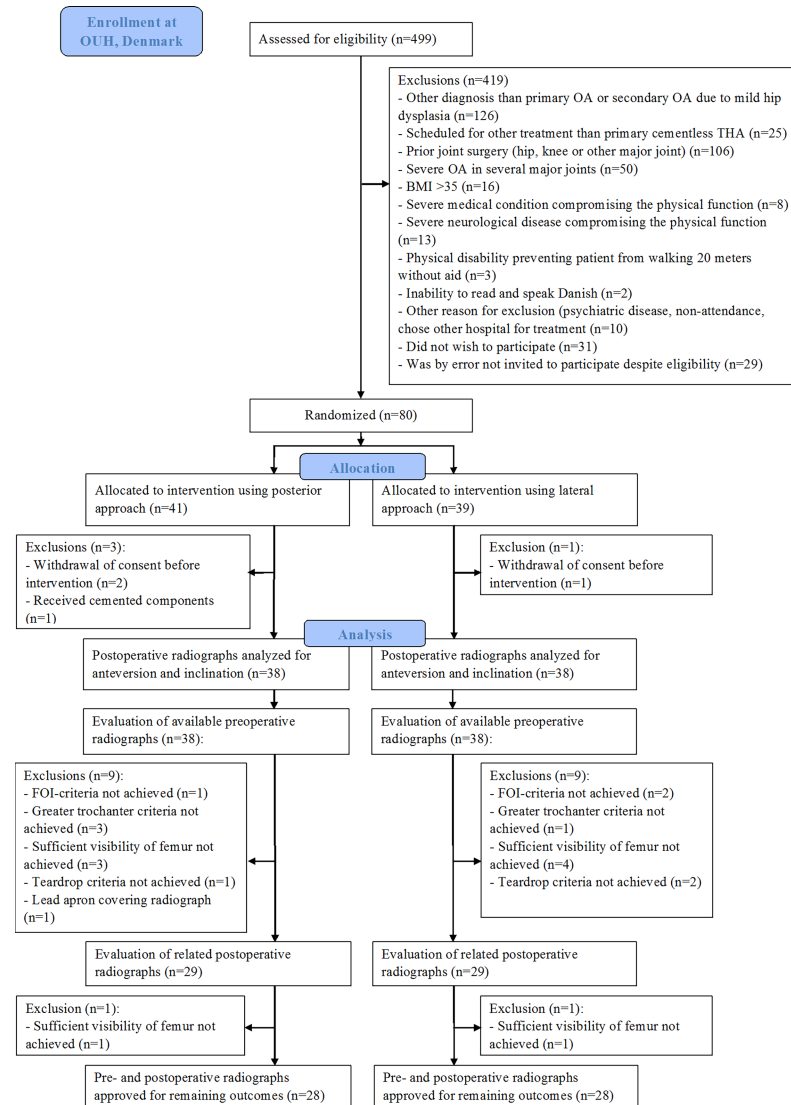 Enrollment at
OUH, Denmark
Assessed for eligibility (n=499)
Exclusions (n=419)
- Other diagnosis than primary OA or secondary OA due to mild hip
dysplasia (n=126)
- Scheduled for other treatment than primary cementless THA (n=25)
- Prior joint surgery (hip, knee or other major joint) (n=106)
- Severe OA in several major joints (n=50)
- BMI >35 (n=16)
- Severe medical condition compromising the physical function (n=8)
- Severe neurological disease compromising the physical function
(n=13)
- Physical disability preventing patient from walking 20 meters
without aid (n=3)
- Inability to read and speak Danish (n=2)
- Other reason for exclusion (psychiatric disease, non-attendance,
chose other hospital for treatment (n=10)
- Did not wish to participate (n=31)
- Was by error not invited to participate despite eligibility (n=29)
Randomized (n=80)
Allocation
Allocated to intervention using posterior
approach (n=41)
Allocated to intervention using lateral
approach (n=39)
Exclusions (n=3):
- Withdrawal of consent before
intervention (n=2)
- Received cemented components
(n=1)
Exclusion (n=1):
- Withdrawal of consent before
intervention (n=1)
Analysis
Postoperative radiographs analyzed for
anteversion and inclination (n=38)
Postoperative radiographs analyzed for
anteversion and inclination (n=38)
Evaluation of available preoperative
radiographs (n=38):
Evaluation of available preoperative
radiographs (n=38):
Exclusions (n=9):
- FOI-criteria not achieved (n=1)
- Greater trochanter criteria not
achieved (n=3)
- Sufficient visibility of femur not
achieved (n=3)
- Teardrop criteria not achieved (n=1)
- Lead apron covering radiograph
(n=1)
Exclusions (n=9):
- FOI-criteria not achieved (n=2)
- Greater trochanter criteria not
achieved (n=1)
- Sufficient visibility of femur not
achieved (n=4)
- Teardrop criteria not achieved (n=2)
Evaluation of related postoperative
radiographs (n=29)
Evaluation of related postoperative
radiographs (n=29)
Exclusion (n=1):
- Sufficient visibility of femur not
achieved (n=1)
Exclusion (n=1):
- Sufficient visibility of femur not
achieved (n=1)
Pre- and postoperative radiographs
approved for remaining outcomes (n=28)
Pre- and postoperative radiographs
approved for remaining outcomes (n=28)